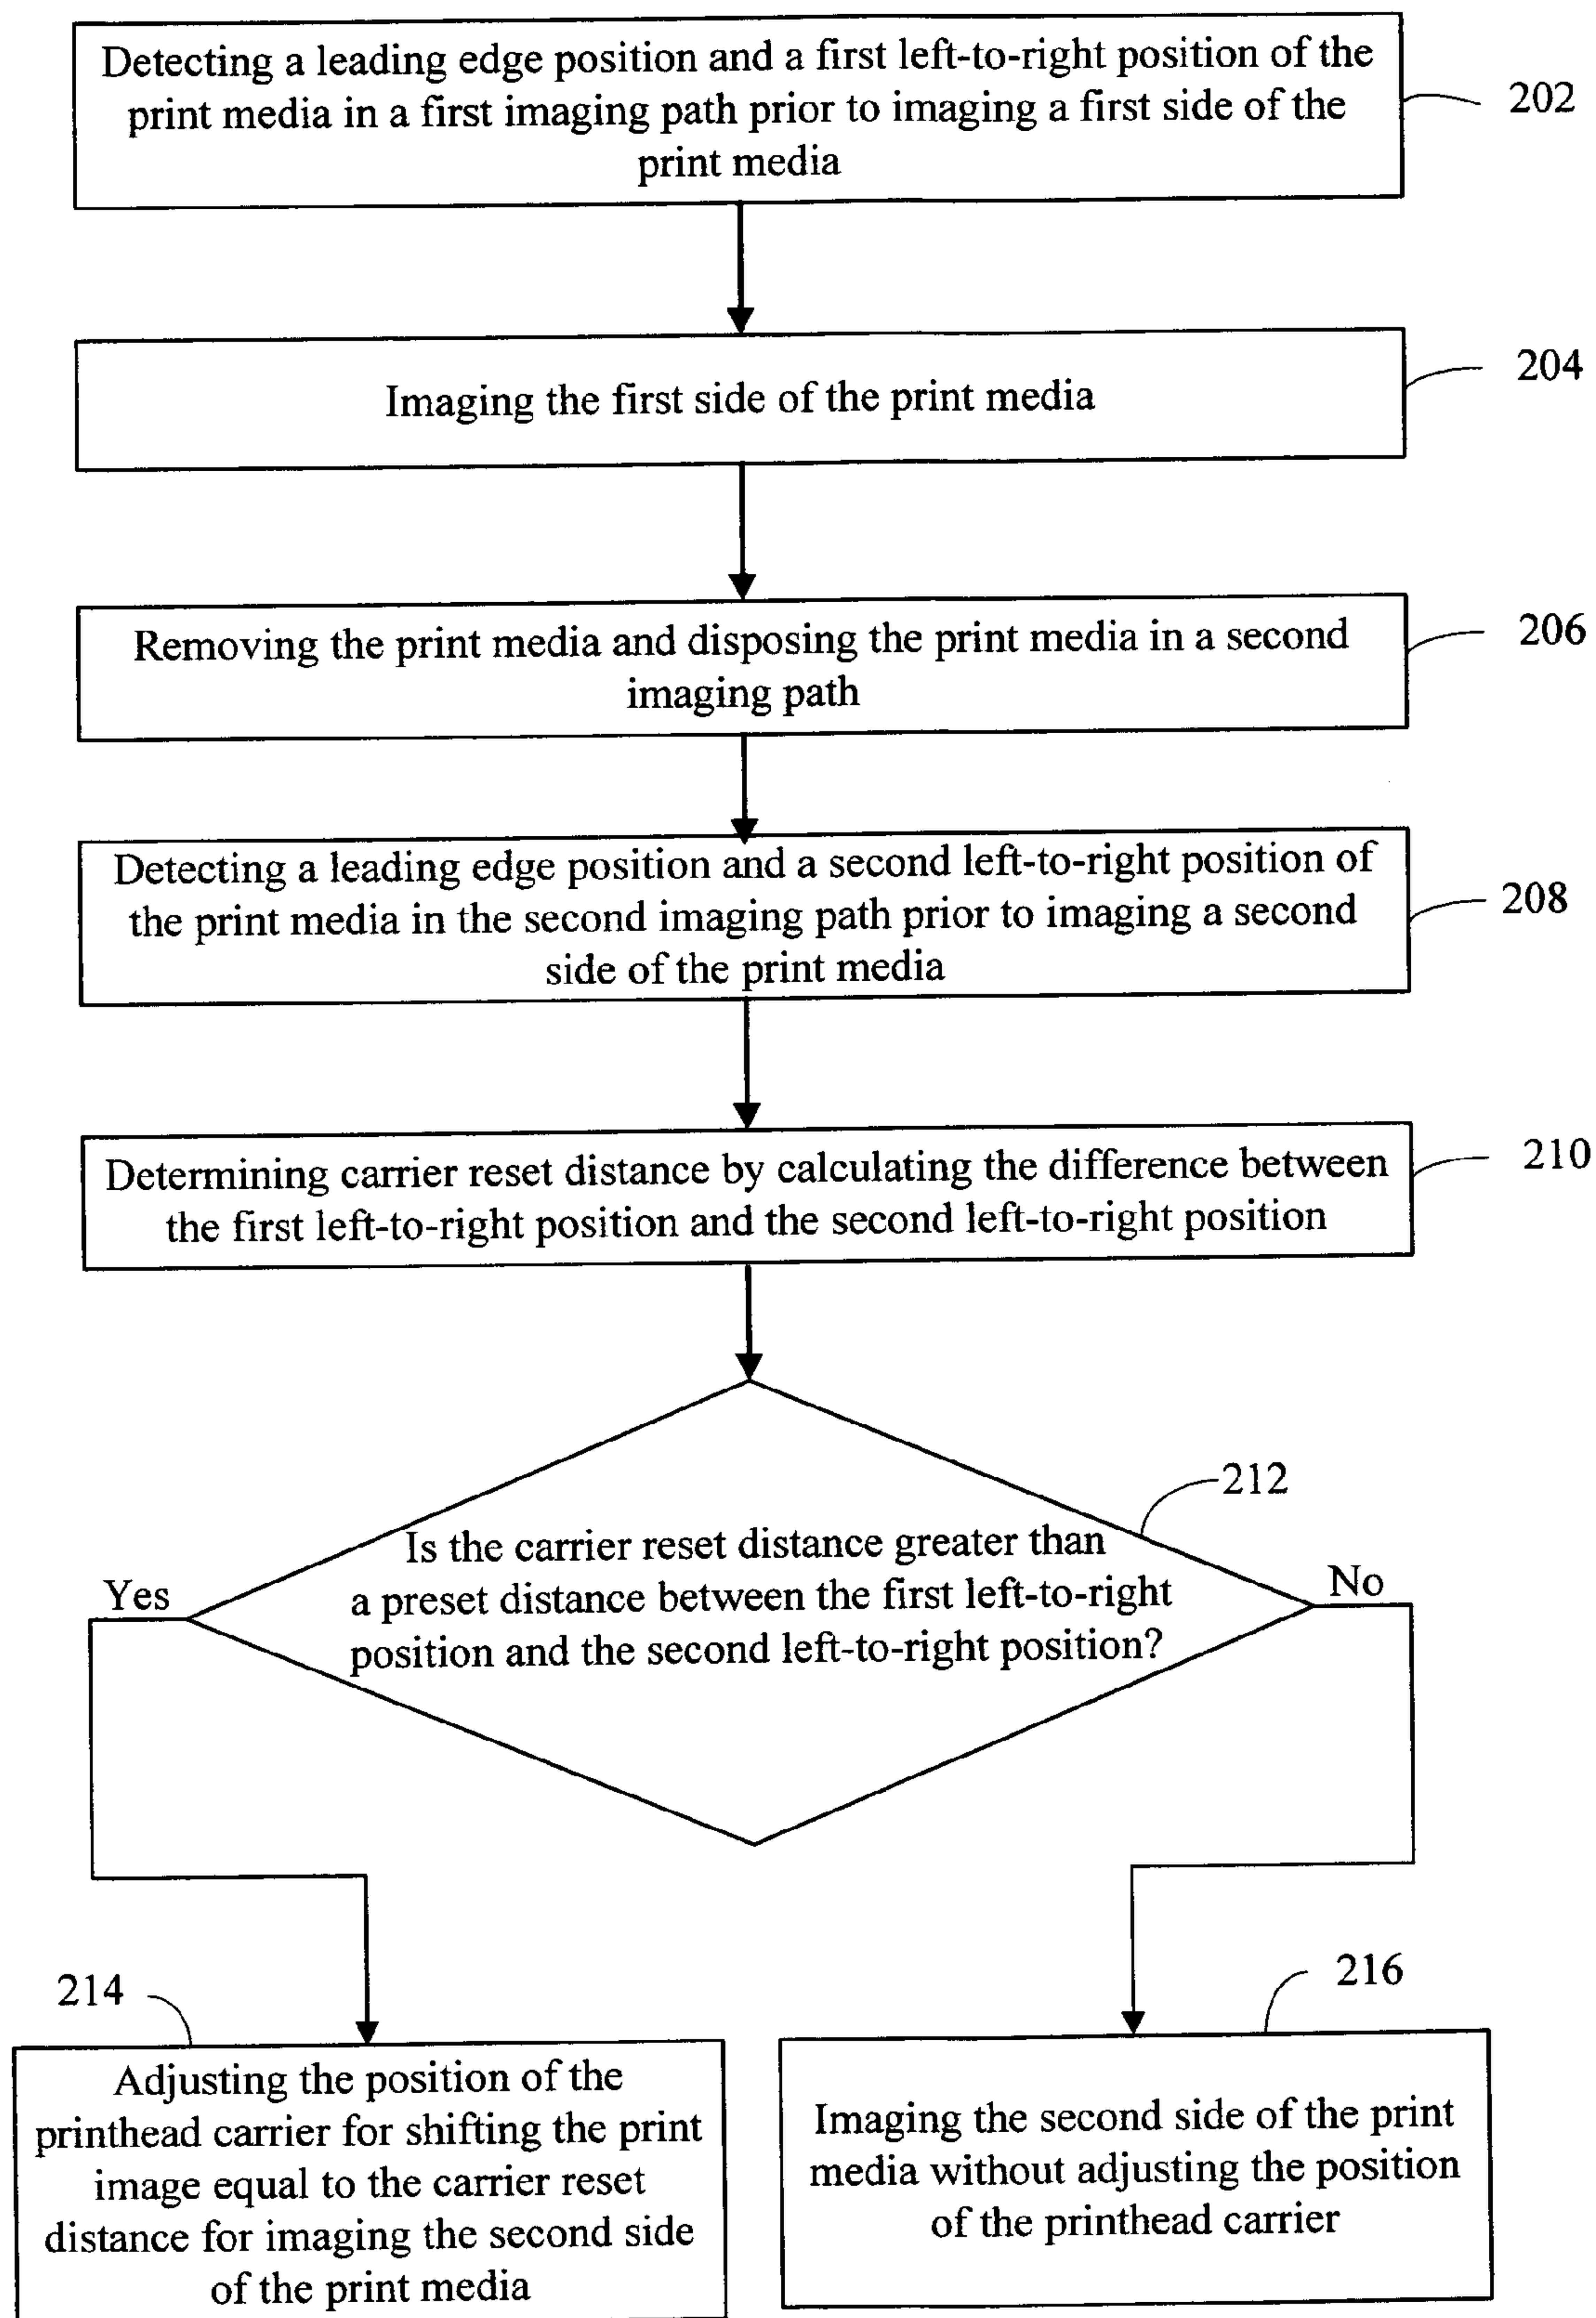 Detecting a leading edge position and a first left-to-right position of the
print media in a first imaging path prior to imaging a first side of the
print media
202
Imaging the first side of the print media
204
Removing the print media and disposing the print media in a second
imaging path
206
Detecting a leading edge position and a second left-to-right position of
the print media in the second imaging path prior to imaging a second
side of the print media
208
Determining carrier reset distance by calculating the difference between
the first left-to-right position and the second left-to-right position
210
212
Is the carrier reset distance greater than
a preset distance between the first left-to-right
position and the second left-to-right position?
Yes
No
214
Adjusting the position of the
printhead carrier for shifting the print
image equal to the carrier reset
distance for imaging the second side
of the print media
216
Imaging the second side of the print
media without adjusting the position
of the printhead carrier